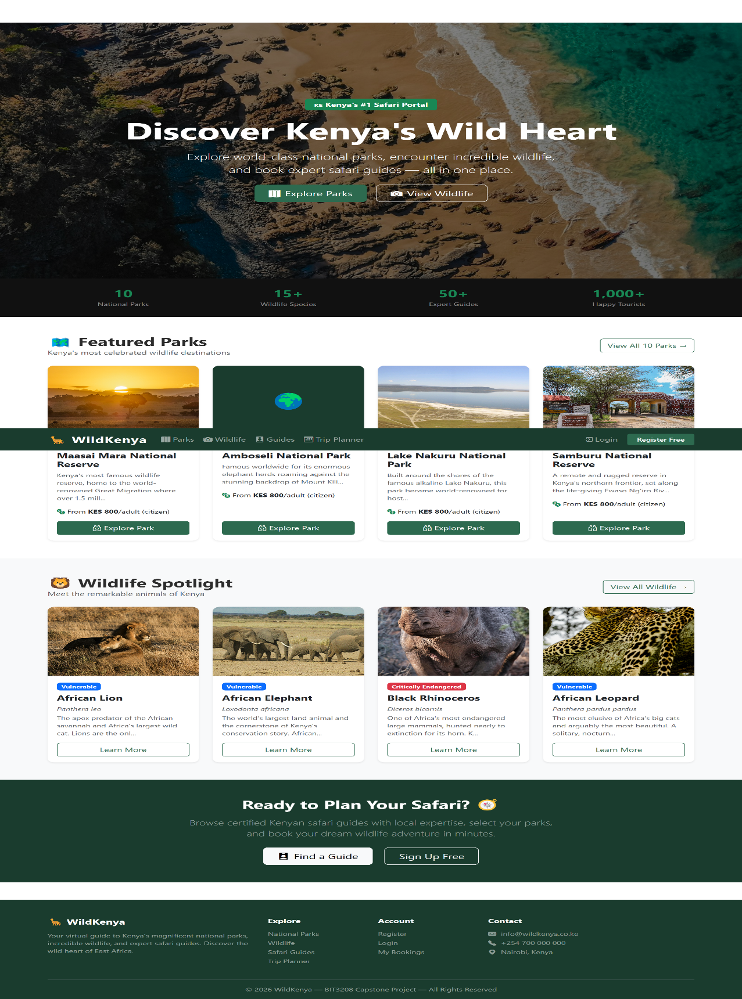 KE Kenya's #1 Safari Portal
Discover Kenya's Wild Heart
Explore world-class national parks, encounter incredible wildlife,
and book expert safari guides — all in one place.
Explore Parks
View Wildlife
10
National Parks
15+
Wildlife Species
50+
Expert Guides
1,000+
Happy Tourists
Featured Parks
Kenya's most celebrated wildlife destinations
View All 10 Parks →
WildKenya
Parks
Wildlife
Guides
Trip Planner
Login
Register Free
Maasai Mara National
Reserve
Kenya's most famous wildlife
reserve, home to the world-
renowned Great Migration where
over 1.5 mill...
From KES 800/adult (citizen)
Explore Park
Amboseli National Park
Famous worldwide for its enormous
elephant herds roaming against the
stunning backdrop of Mount Kili...
From KES 800/adult (citizen)
Explore Park
Lake Nakuru National
Park
Built around the shores of the
famous alkaline Lake Nakuru, this
park became world-renowned for
host...
From KES 800/adult (citizen)
Explore Park
Samburu National
Reserve
A remote and rugged reserve in
Kenya's northern frontier, set along
the life-giving Ewaso Ng'iro Riv...
From KES 800/adult (citizen)
Explore Park
Wildlife Spotlight
Meet the remarkable animals of Kenya
View All Wildlife →
Vulnerable
African Lion
Panthera leo
The apex predator of the African
savannah and Africa's largest wild
cat. Lions are the onl...
Learn More
Vulnerable
African Elephant
Loxodonta africana
The world's largest land animal and
the cornerstone of Kenya's
conservation story. African...
Learn More
Critically Endangered
Black Rhinoceros
Diceros bicornis
One of Africa's most endangered
large mammals, hunted nearly to
extinction for its horn. K...
Learn More
Vulnerable
African Leopard
Panthera pardus pardus
The most elusive of Africa's big cats
and arguably the most beautiful. A
solitary, nocturn...
Learn More
Ready to Plan Your Safari?
Browse certified Kenyan safari guides with local expertise, select your parks,
and book your dream wildlife adventure in minutes.
Find a Guide
Sign Up Free
WildKenya
Your virtual guide to Kenya's magnificent national parks,
incredible wildlife, and expert safari guides. Discover the
wild heart of East Africa.
Explore
National Parks
Wildlife
Safari Guides
Trip Planner
Account
Register
Login
My Bookings
Contact
info@wildkenya.co.ke
+254 700 000 000
Nairobi, Kenya
© 2026 WildKenya — BIT3208 Capstone Project — All Rights Reserved